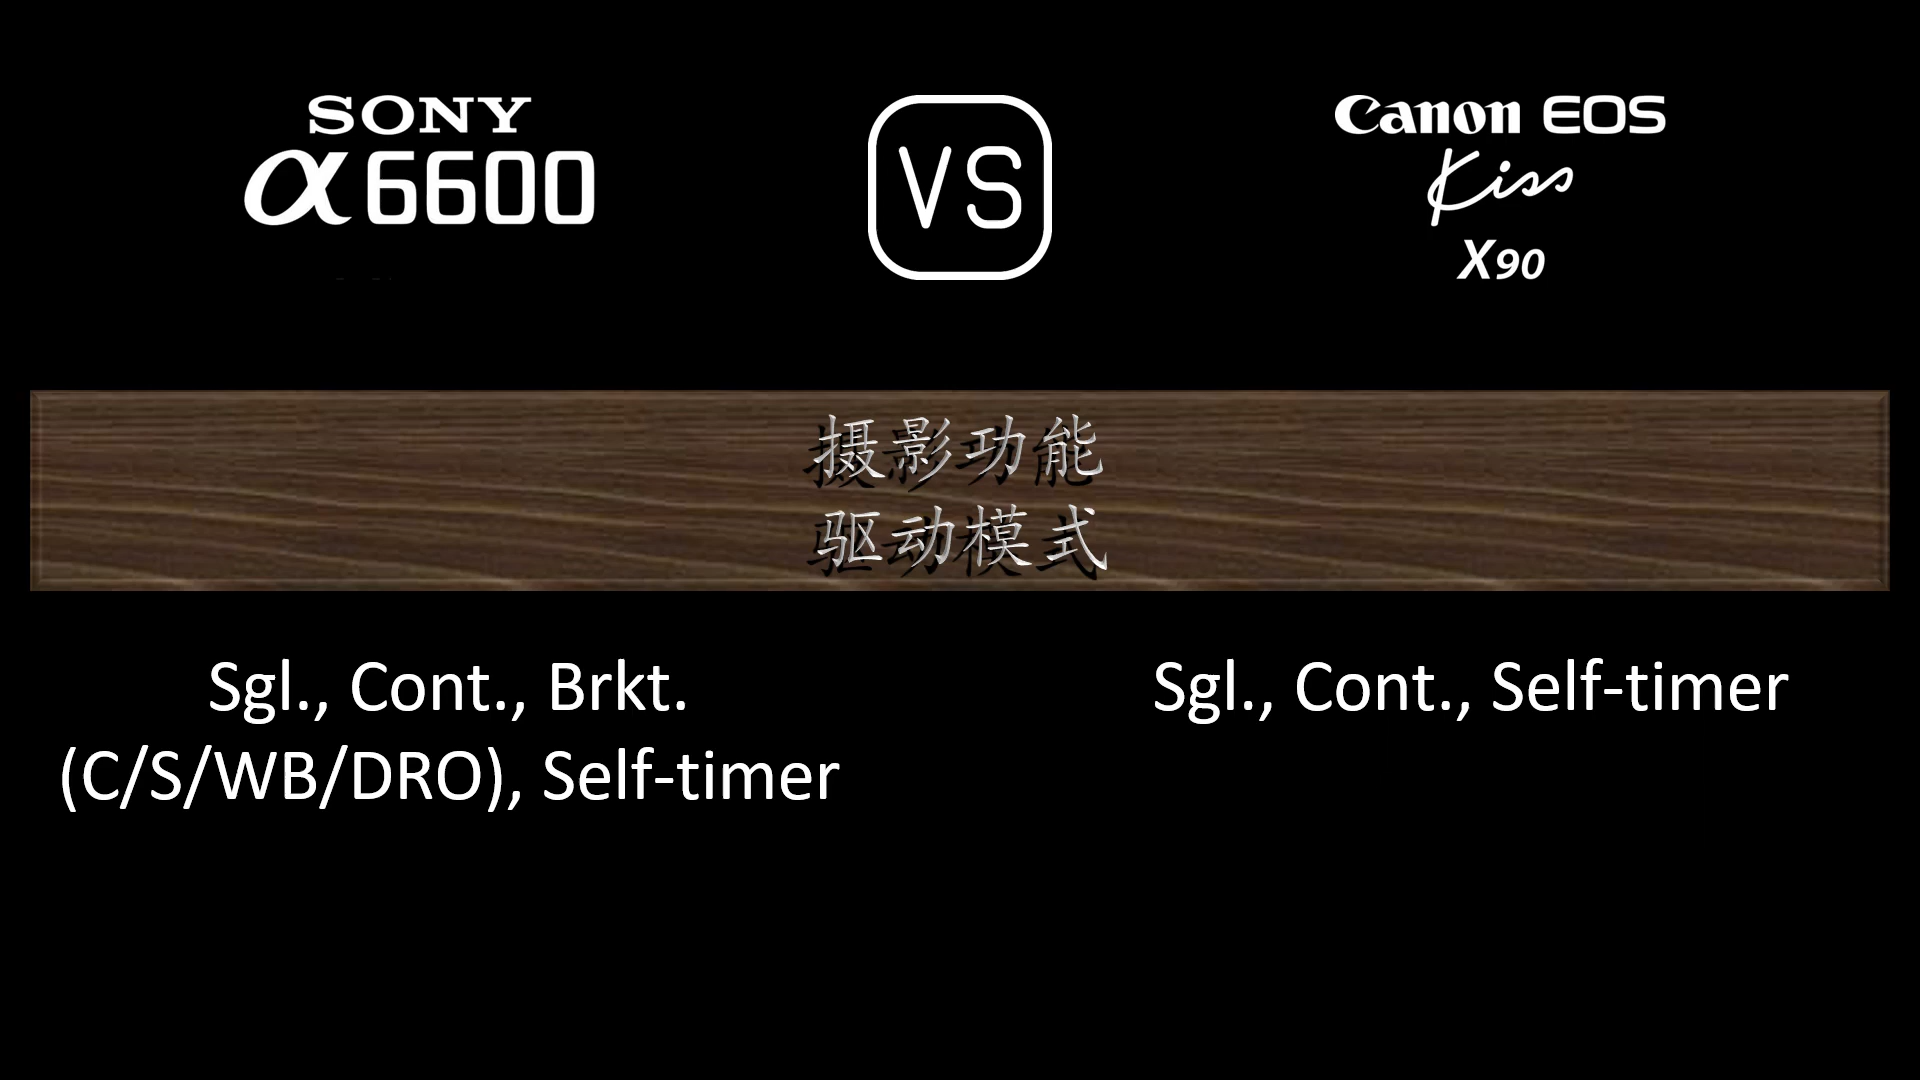 SONY
α6600
VS
Canon EOS
Kiss
X90
摄影功能
驱动模式
Sgl., Cont., Brkt.
(C/S/WB/DRO), Self-timer
Sgl., Cont., Self-timer